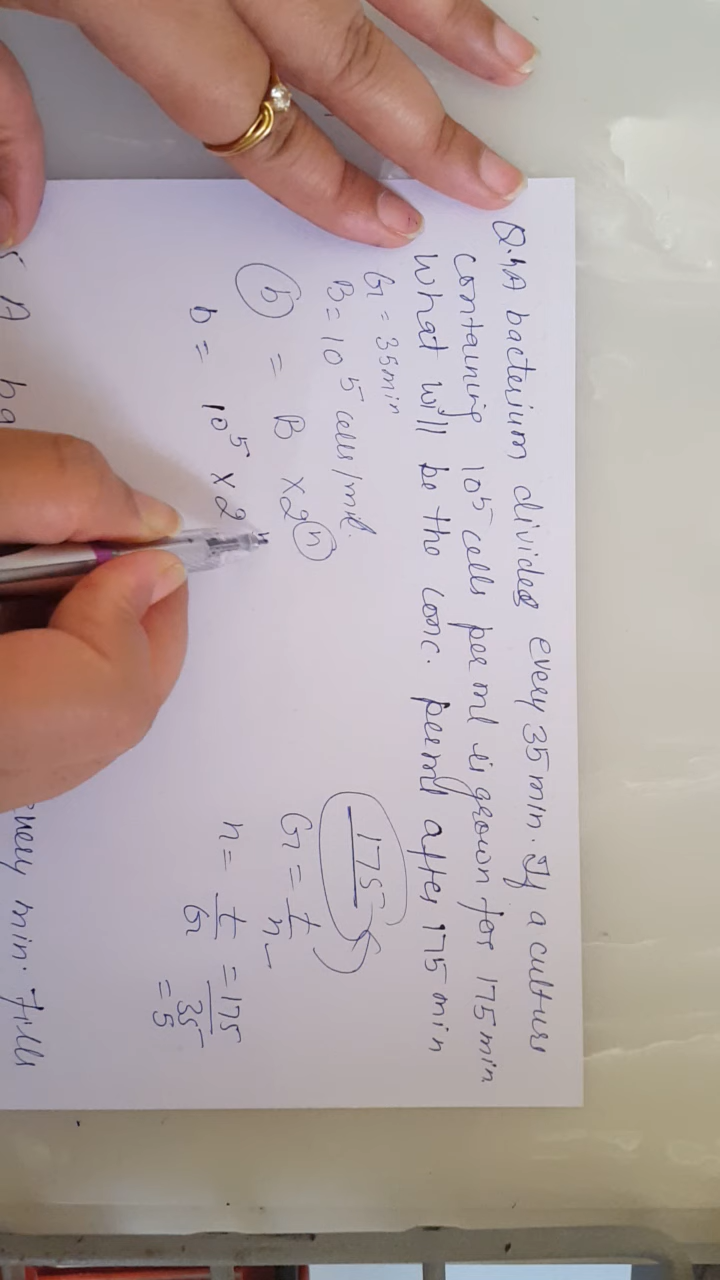 Q.4 A bacterium divides every 35 min. If a culture
containing 10⁵ cells per ml is grown for 175 min
What will be the conc. per ml after 175 min
G = 35 min
B = 10⁵ cells/ml.
b = B × 2ⁿ
b = 10⁵ × 2
175
G = t/n
n = t/G = 175/35
= 5
A
every min. fills